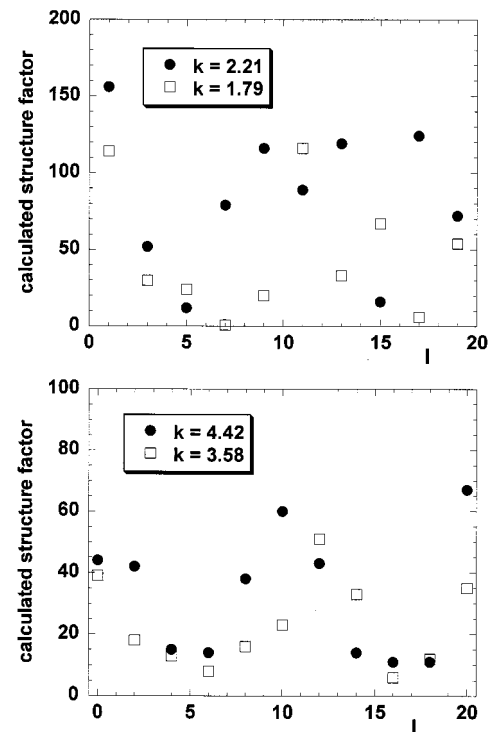 200
150
100
50
0
calculated structure factor
k = 2.21
k = 1.79
0
5
10
15
20
l
100
80
60
40
20
0
calculated structure factor
k = 4.42
k = 3.58
0
5
10
15
20
l